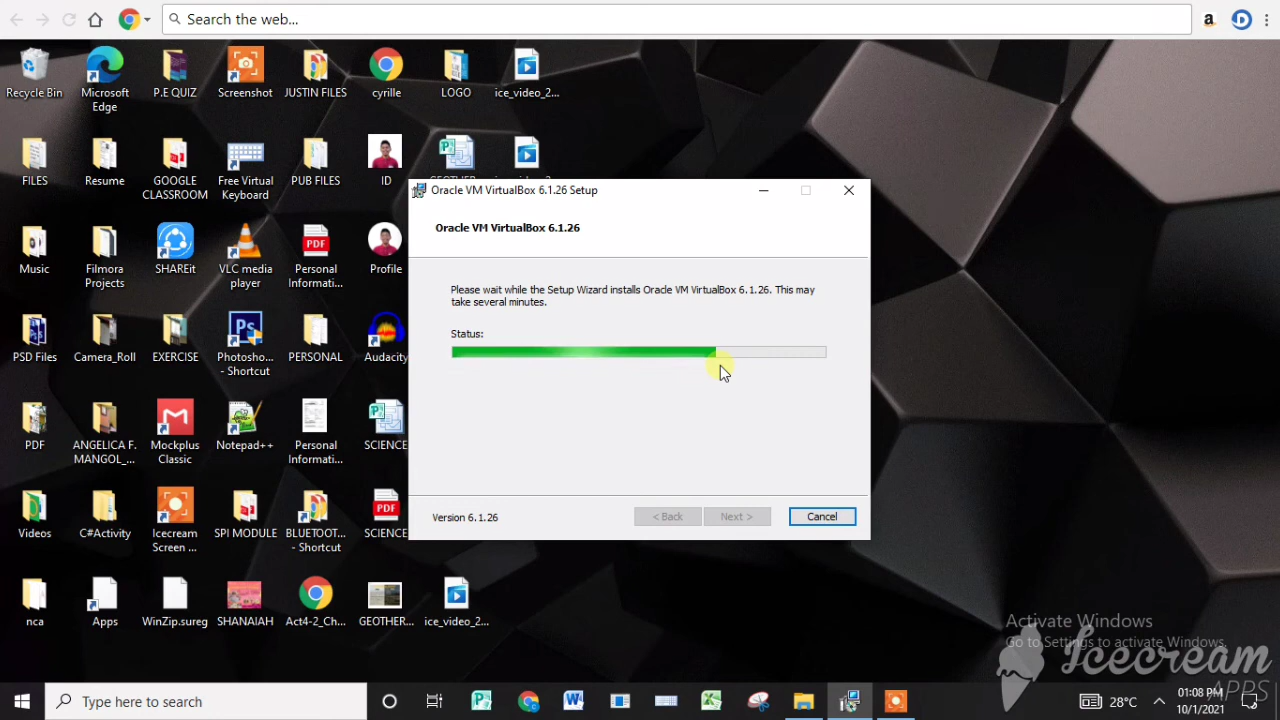 Search the web...
Recycle Bin
Microsoft
Edge
P.E QUIZ
Screenshot
JUSTIN FILES
cyrille
LOGO
ice_video_2...
FILES
Resume
GOOGLE
CLASSROOM
Free Virtual
Keyboard
PUB FILES
ID
Music
Filmora
Projects
SHAREit
VLC media
player
PDF
Personal
Informati...
Profile
PSD Files
Camera_Roll
EXERCISE
Photosho...
- Shortcut
PERSONAL
Audacity
PDF
ANGELICA F.
MANGOL_...
Mockplus
Classic
Notepad++
Personal
Informati...
SCIENCE
Videos
C#Activity
Icecream
Screen ...
SPI MODULE
BLUETOOT...
- Shortcut
PDF
SCIENCE
nca
Apps
WinZip.sureg
SHANAIAH
Act4-2_Ch...
GEOTHER...
ice_video_2...
Oracle VM VirtualBox 6.1.26 Setup
Oracle VM VirtualBox 6.1.26
Please wait while the Setup Wizard installs Oracle VM VirtualBox 6.1.26. This may
take several minutes.
Status:
Version 6.1.26
< Back
Next >
Cancel
Activate Windows
Go to Settings to activate Windows.
Icecream
APPS
Type here to search
28°C
01:08 PM
10/1/2021